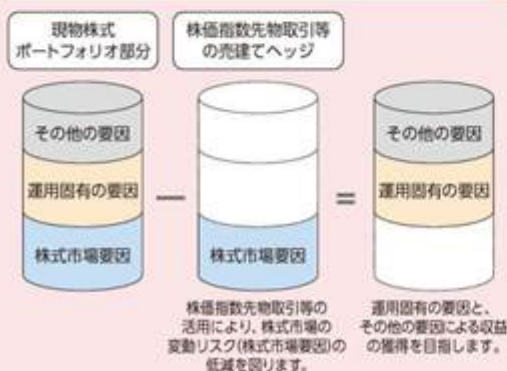 現物株式
ポートフォリオ部分
株価指数先物取引等
の売建てヘッジ
その他の要因
運用固有の要因
株式市場要因
－
株式市場要因
＝
その他の要因
運用固有の要因
株価指数先物取引等の
活用により、株式市場の
変動リスク(株式市場要因)の
低減を図ります。
運用固有の要因と、
その他の要因による収益
の獲得を目指します。